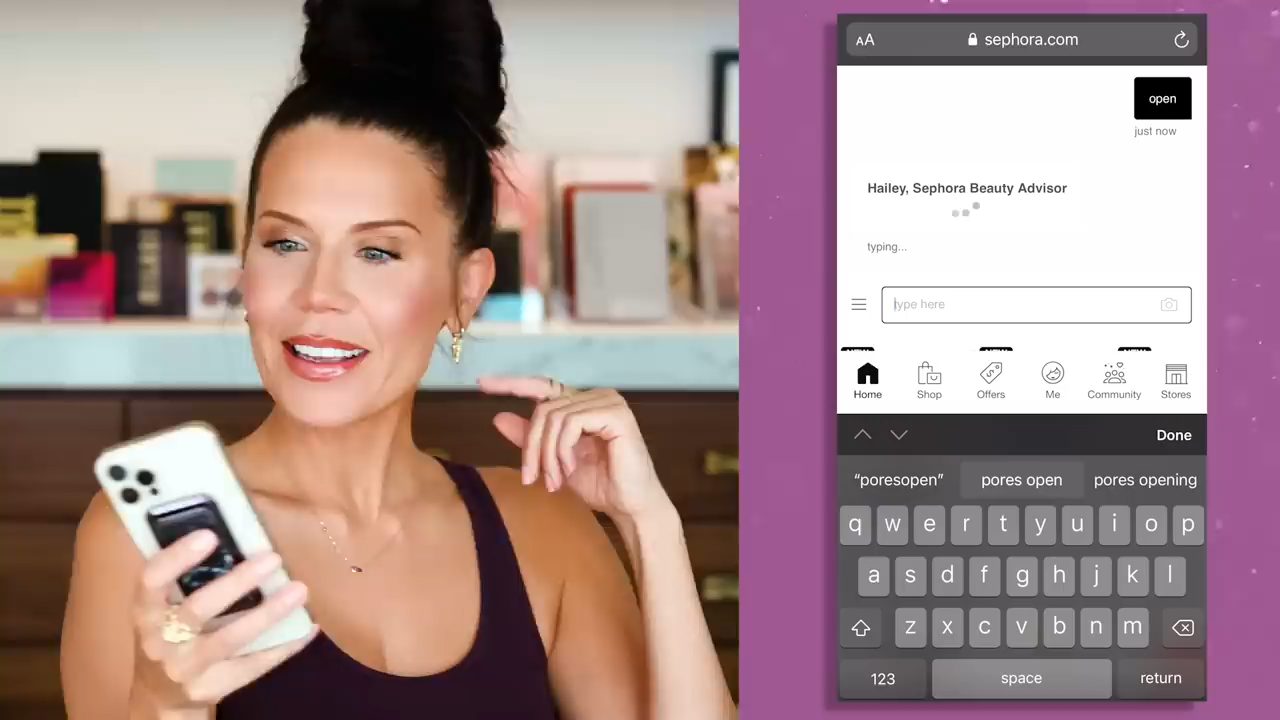 AA
sephora.com
open
just now
Hailey, Sephora Beauty Advisor
typing...
type here
Home
Shop
Offers
Me
Community
Stores
Done
“poresopen”
pores open
pores opening
q w e r t y u i o p
a s d f g h j k l
z x c v b n m
123
space
return